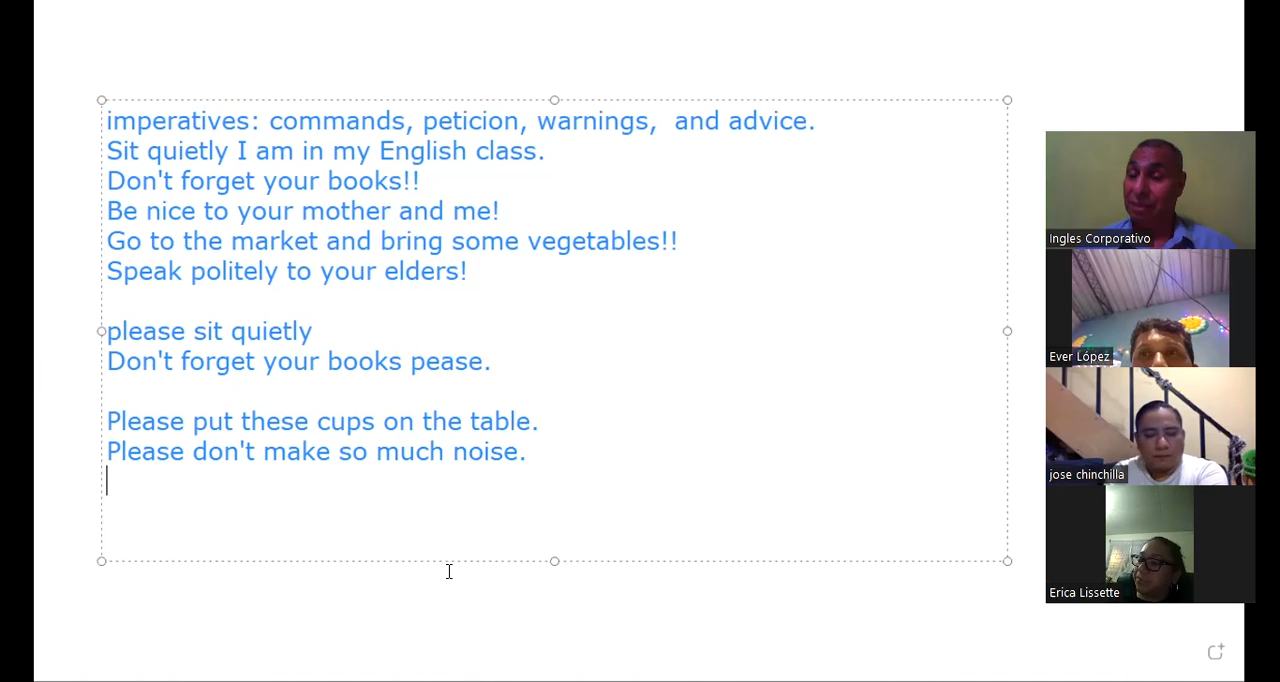 imperatives: commands, peticion, warnings,  and advice.
Sit quietly I am in my English class.
Don't forget your books!!
Be nice to your mother and me!
Go to the market and bring some vegetables!!
Speak politely to your elders!
please sit quietly
Don't forget your books pease.
Please put these cups on the table.
Please don't make so much noise.
Ingles Corporativo
Ever López
jose chinchilla
Erica Lissette